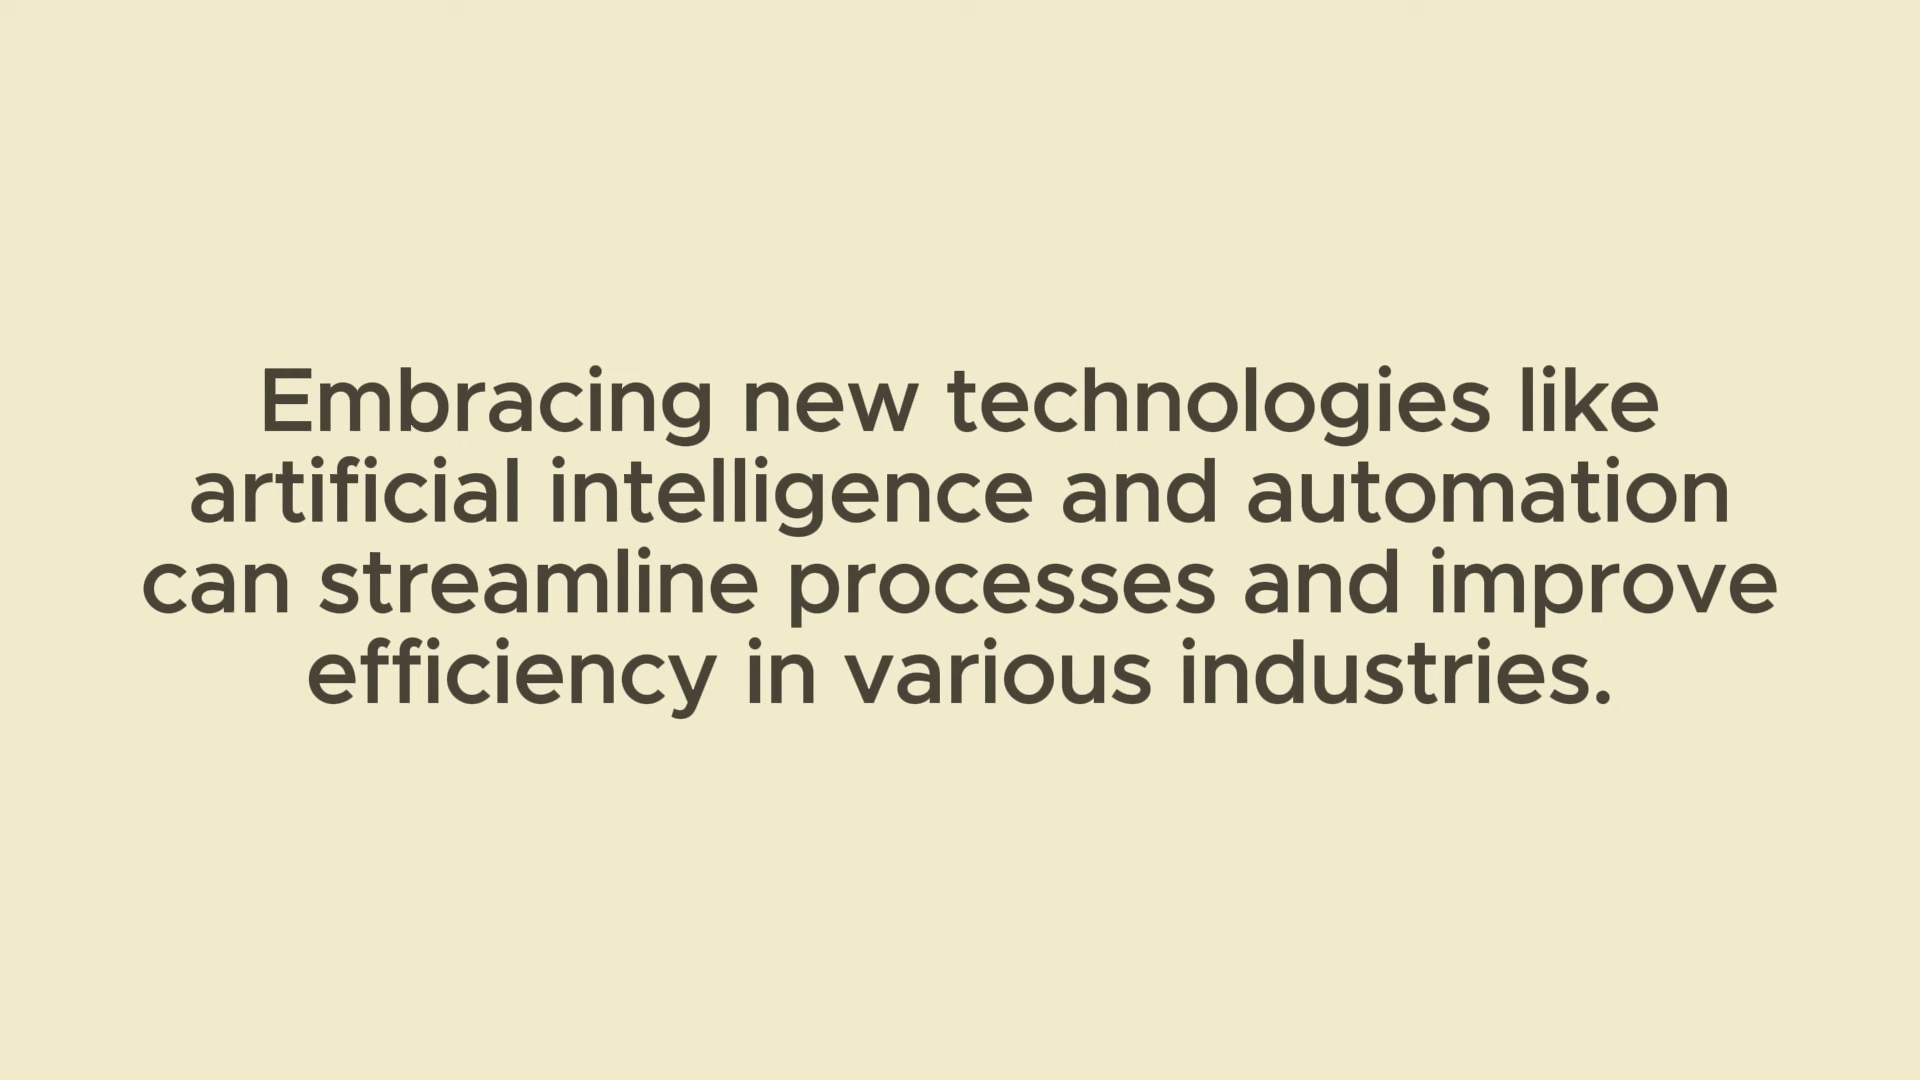 Embracing new technologies like
artificial intelligence and automation
can streamline processes and improve
efficiency in various industries.